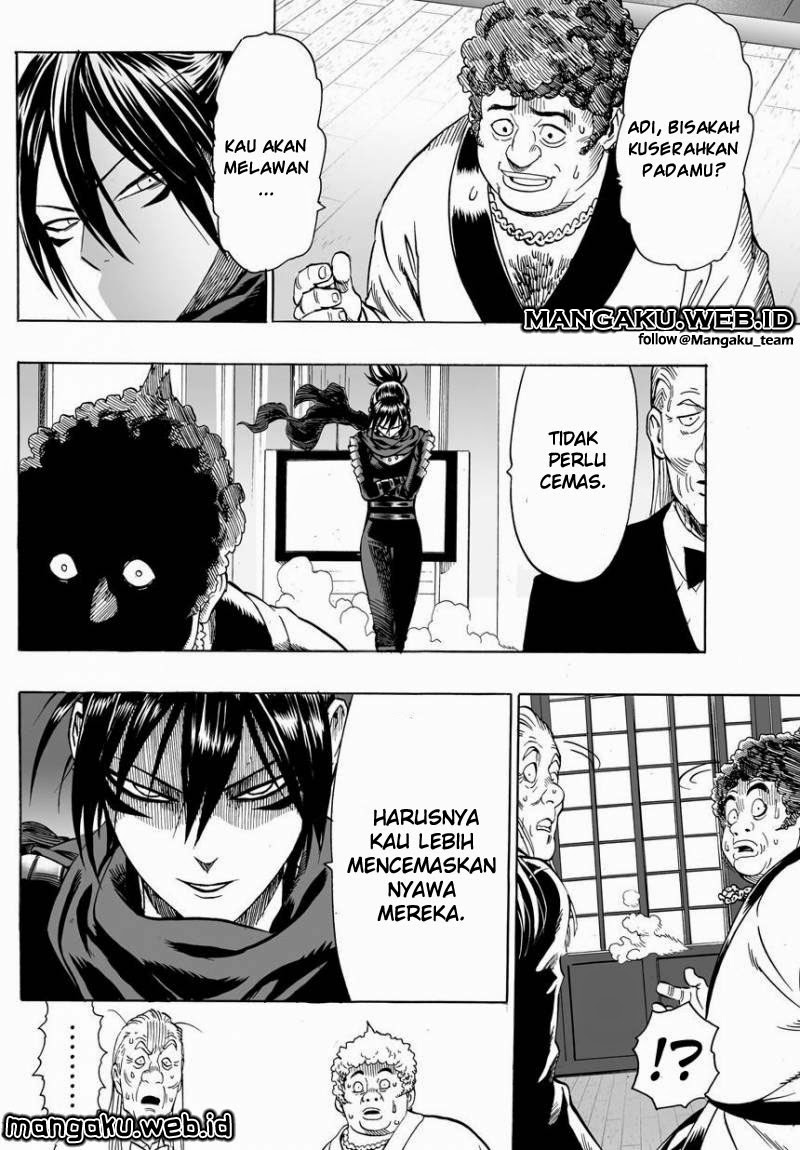 ADI, BISAKAH
KUSERAHKAN
PADAMU?
KAU AKAN
MELAWAN
...
MANGAKU.WEB.ID
follow @Mangaku_team
TIDAK
PERLU
CEMAS.
!?
HARUSNYA
KAU LEBIH
MENCEMASKAN
NYAWA
MEREKA.
........
mangaku.web.id